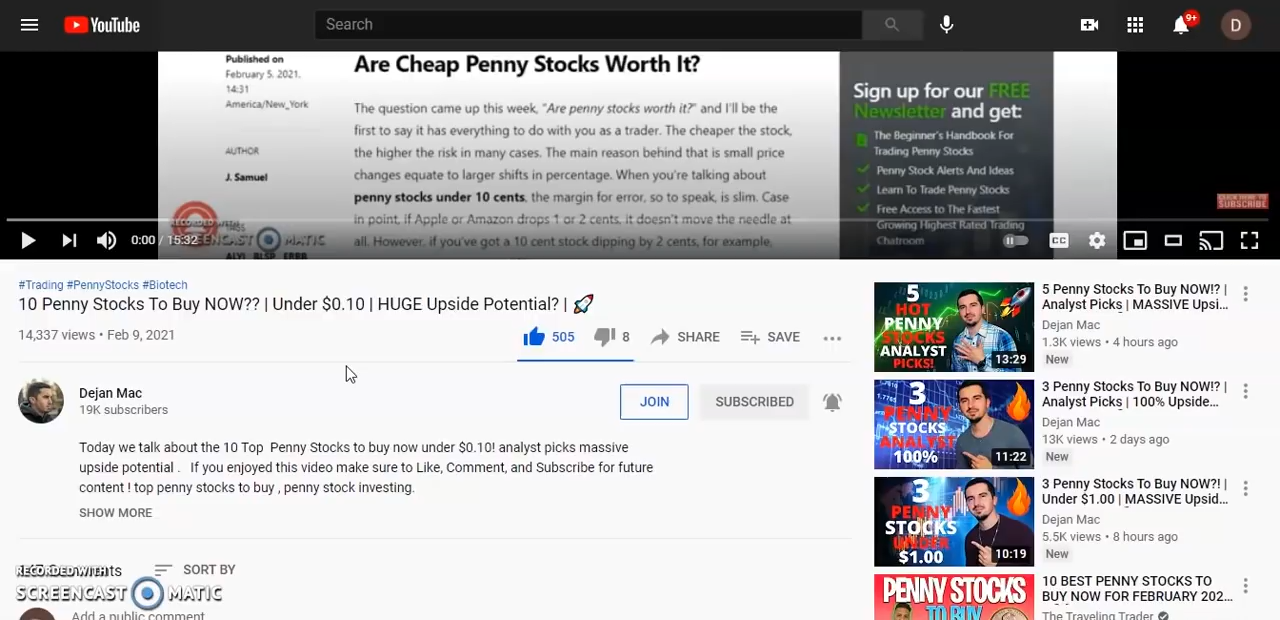 YouTube
Search
9+
D
Published on
February 5, 2021,
14:31
America/New_York
AUTHOR
J. Samuel
Are Cheap Penny Stocks Worth It?
The question came up this week, "Are penny stocks worth it?" and I'll be the
first to say it has everything to do with you as a trader. The cheaper the stock,
the higher the risk in many cases. The main reason behind that is small price
changes equate to larger shifts in percentage. When you're talking about
penny stocks under 10 cents, the margin for error, so to speak, is slim. Case
in point, if Apple or Amazon drops 1 or 2 cents, it doesn't move the needle at
all. However, if you've got a 10 cent stock dipping by 2 cents, for example,
Sign up for our FREE
Newsletter and get:
The Beginner's Handbook For
Trading Penny Stocks
Penny Stock Alerts And Ideas
Learn To Trade Penny Stocks
Free Access to The Fastest
Growing Highest Rated Trading
Chatroom
CLICK HERE TO
SUBSCRIBE
RECORDED WITH
SCREENCAST MATIC
0:00 / 15:32
CC
#Trading #PennyStocks #Biotech
10 Penny Stocks To Buy NOW?? | Under $0.10 | HUGE Upside Potential? | 🚀
14,337 views • Feb 9, 2021
505
8
SHARE
SAVE
Dejan Mac
19K subscribers
JOIN
SUBSCRIBED
Today we talk about the 10 Top Penny Stocks to buy now under $0.10! analyst picks massive
upside potential . If you enjoyed this video make sure to Like, Comment, and Subscribe for future
content ! top penny stocks to buy , penny stock investing.
SHOW MORE
SORT BY
RECORDED WITH
SCREENCAST MATIC
Add a public comment
5
HOT
PENNY
STOCKS
ANALYST
PICKS!
13:29
5 Penny Stocks To Buy NOW!? |
Analyst Picks | MASSIVE Upsi...
Dejan Mac
1.3K views • 4 hours ago
New
3
PENNY
STOCKS
ANALYST
100%
11:22
3 Penny Stocks To Buy NOW?! |
Analyst Picks | 100% Upside...
Dejan Mac
13K views • 2 days ago
New
3
PENNY
STOCKS
UNDER
$1.00
10:19
3 Penny Stocks To Buy NOW?! |
Under $1.00 | MASSIVE Upsid...
Dejan Mac
5.5K views • 8 hours ago
New
PENNY STOCKS
TO BUY
10 BEST PENNY STOCKS TO
BUY NOW FOR FEBRUARY 202...
The Traveling Trader